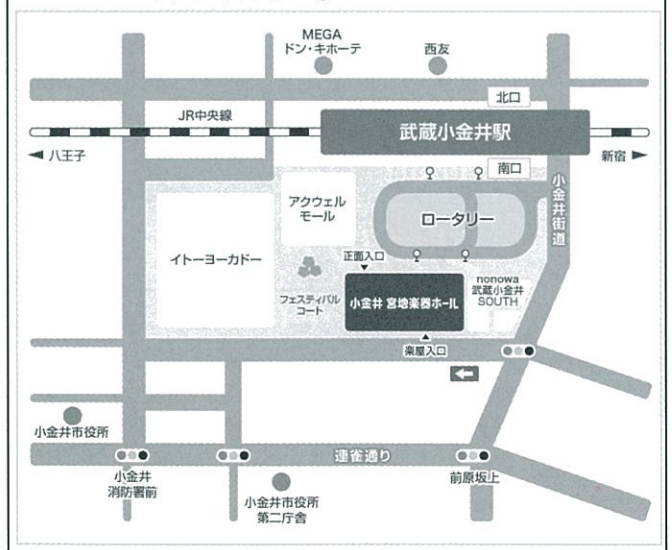 MEGA
ドン・キホーテ
西友
北口
JR中央線
武蔵小金井駅
八王子
新宿
南口
小金井街道
アクウェル
モール
ロータリー
イトーヨーカドー
正面入口
フェスティバル
コート
小金井 宮地楽器ホール
nonowa
武蔵小金井
SOUTH
楽屋入口
小金井市役所
小金井
消防署前
連雀通り
前原坂上
小金井市役所
第二庁舎